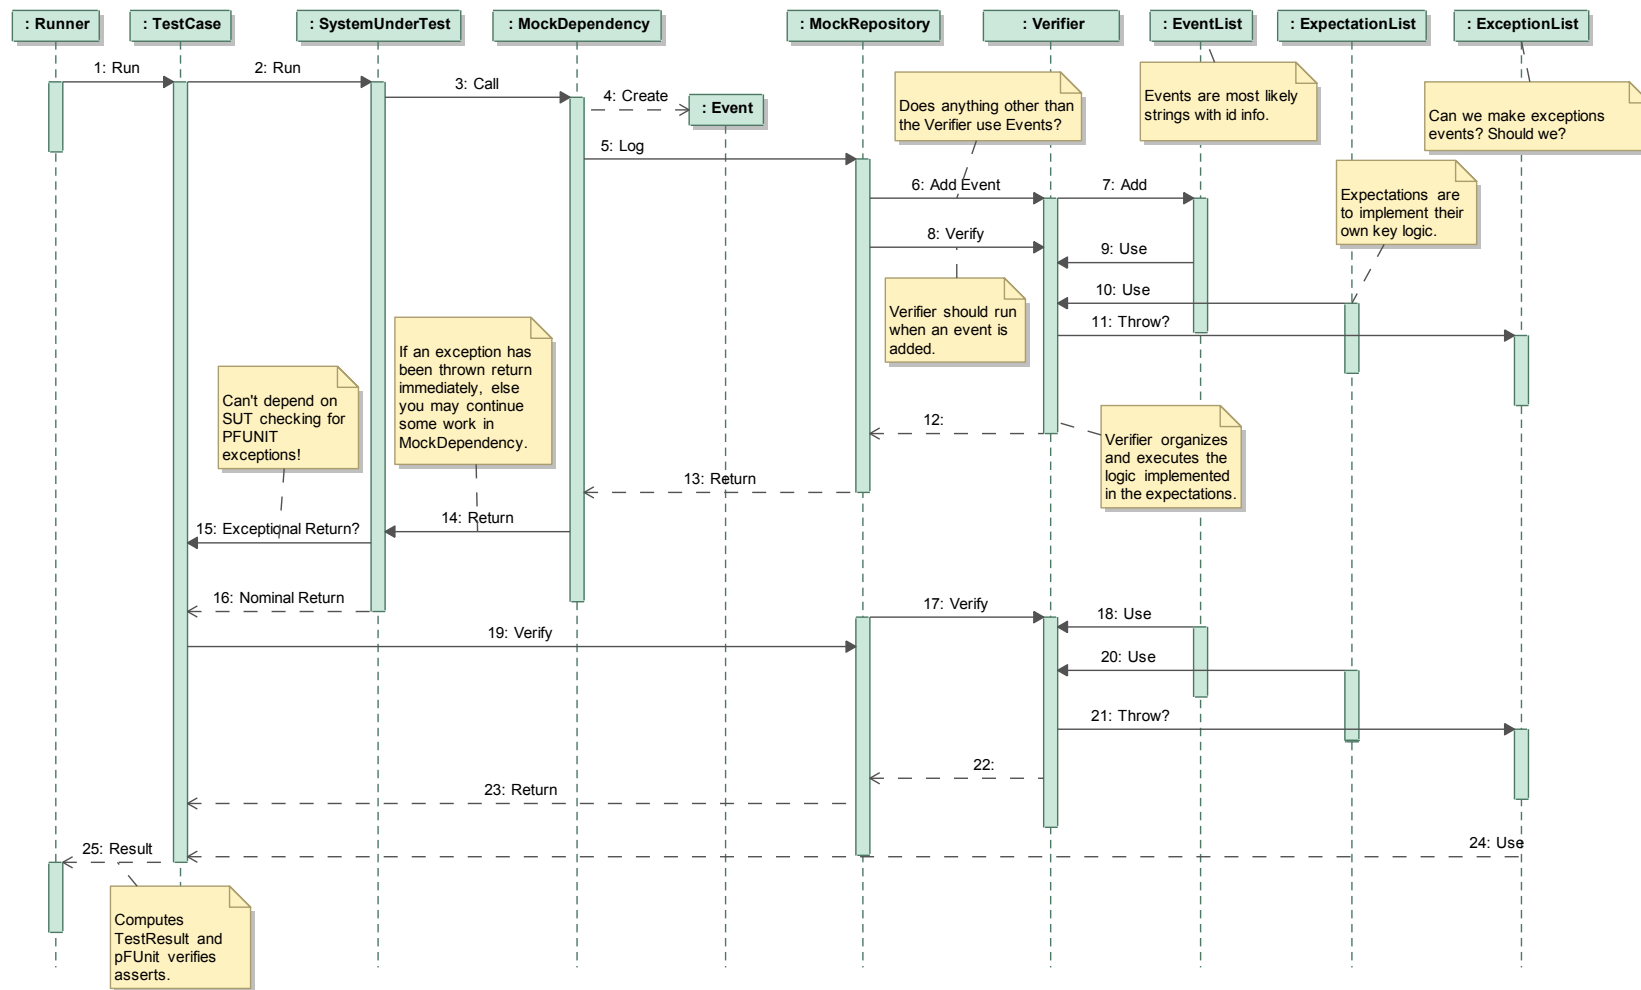 : Runner
: TestCase
: SystemUnderTest
: MockDependency
: MockRepository
: Verifier
: EventList
: ExpectationList
: ExceptionList
1: Run
2: Run
3: Call
4: Create
: Event
5: Log
Does anything other than
the Verifier use Events?
Events are most likely
strings with id info.
Can we make exceptions
events? Should we?
6: Add Event
7: Add
Expectations are
to implement their
own key logic.
8: Verify
9: Use
10: Use
Verifier should run
when an event is
added.
11: Throw?
If an exception has
been thrown return
immediately, else
you may continue
some work in
MockDependency.
Can't depend on
SUT checking for
PFUNIT
exceptions!
12:
Verifier organizes
and executes the
logic implemented
in the expectations.
13: Return
14: Return
15: Exceptional Return?
16: Nominal Return
17: Verify
18: Use
19: Verify
20: Use
21: Throw?
22:
23: Return
24: Use
25: Result
Computes
TestResult and
pFUnit verifies
asserts.